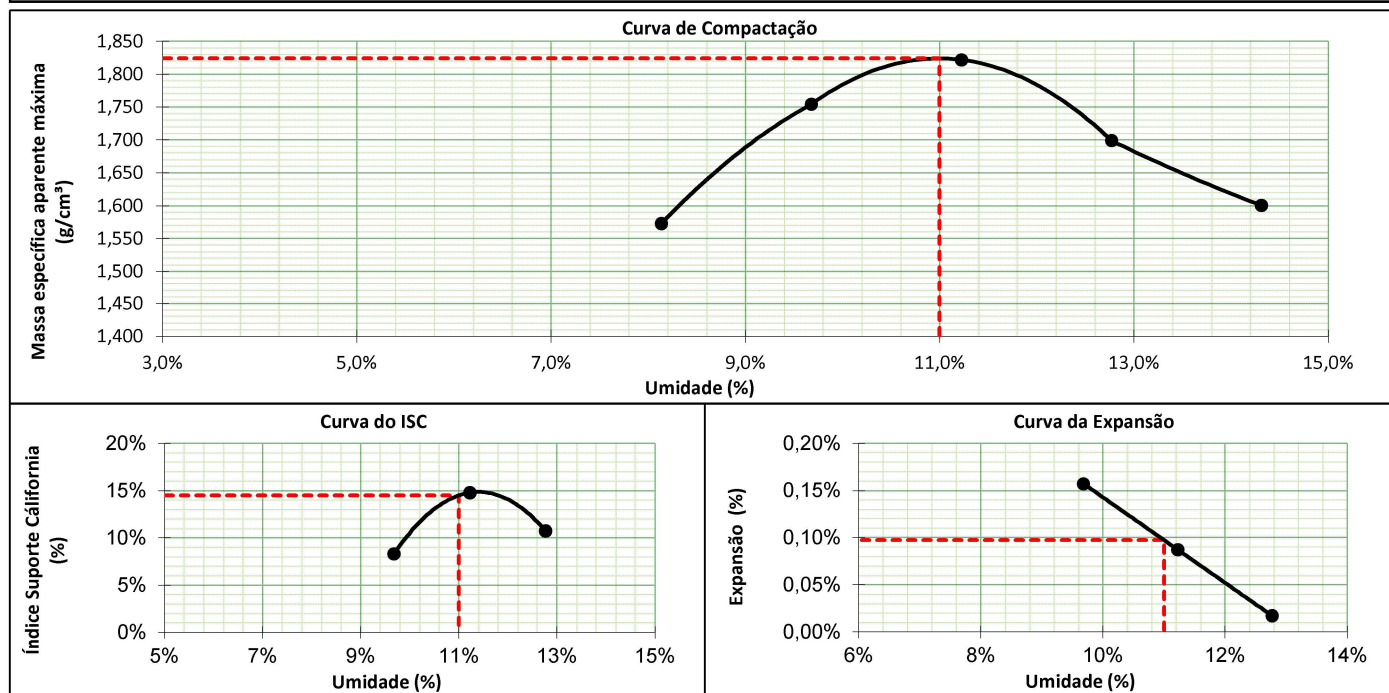 Curva de Compactação
Massa específica aparente máxima
(g/cm³)
1,850
1,800
1,750
1,700
1,650
1,600
1,550
1,500
1,450
1,400
3,0% 5,0% 7,0% 9,0% 11,0% 13,0% 15,0%
Umidade (%)
Curva do ISC
Índice Suporte Cálifornia
(%)
20%
15%
10%
5%
0%
5% 7% 9% 11% 13% 15%
Umidade (%)
Curva da Expansão
Expansão (%)
0,20%
0,15%
0,10%
0,05%
0,00%
6% 8% 10% 12% 14%
Umidade (%)